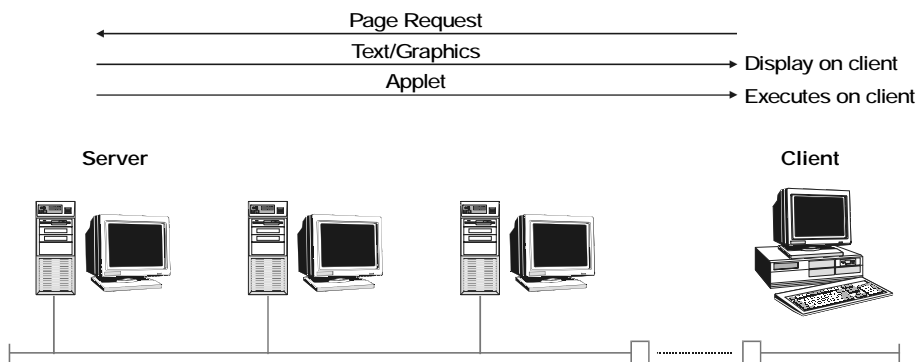 Page Request
Text/Graphics
Display on client
Applet
Executes on client
Server
Client